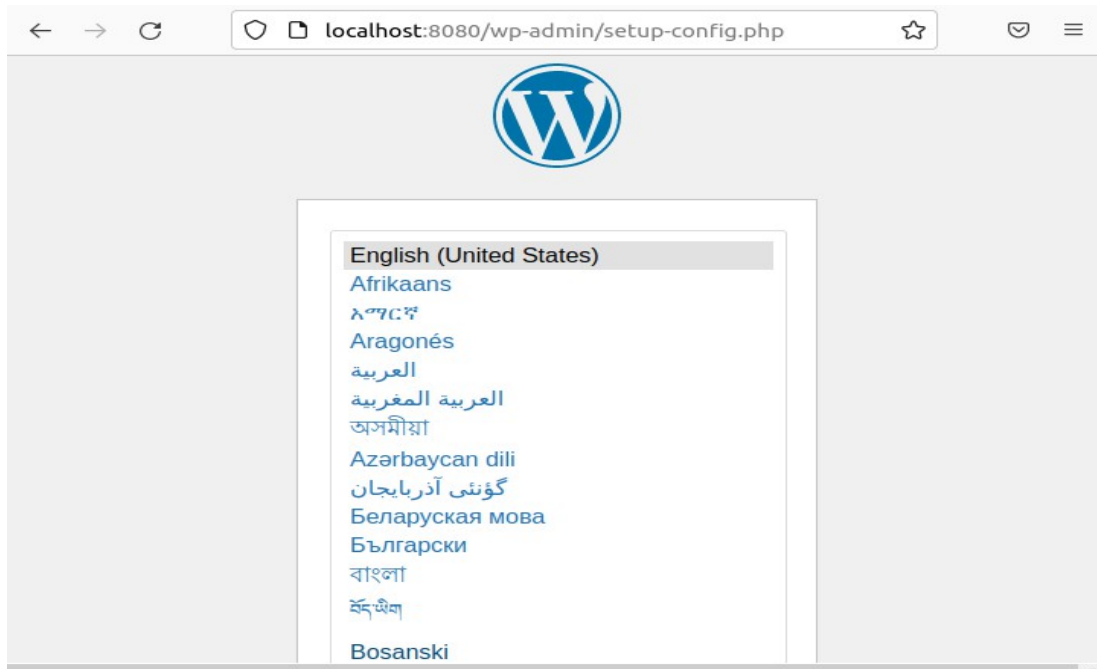 localhost:8080/wp-admin/setup-config.php
English (United States)
Afrikaans
አማርኛ
Aragonés
العربية
العربية المغربية
অসমীয়া
Azərbaycan dili
گؤنئی آذربایجان
Беларуская мова
Български
বাংলা
བོད་ཡིག
Bosanski